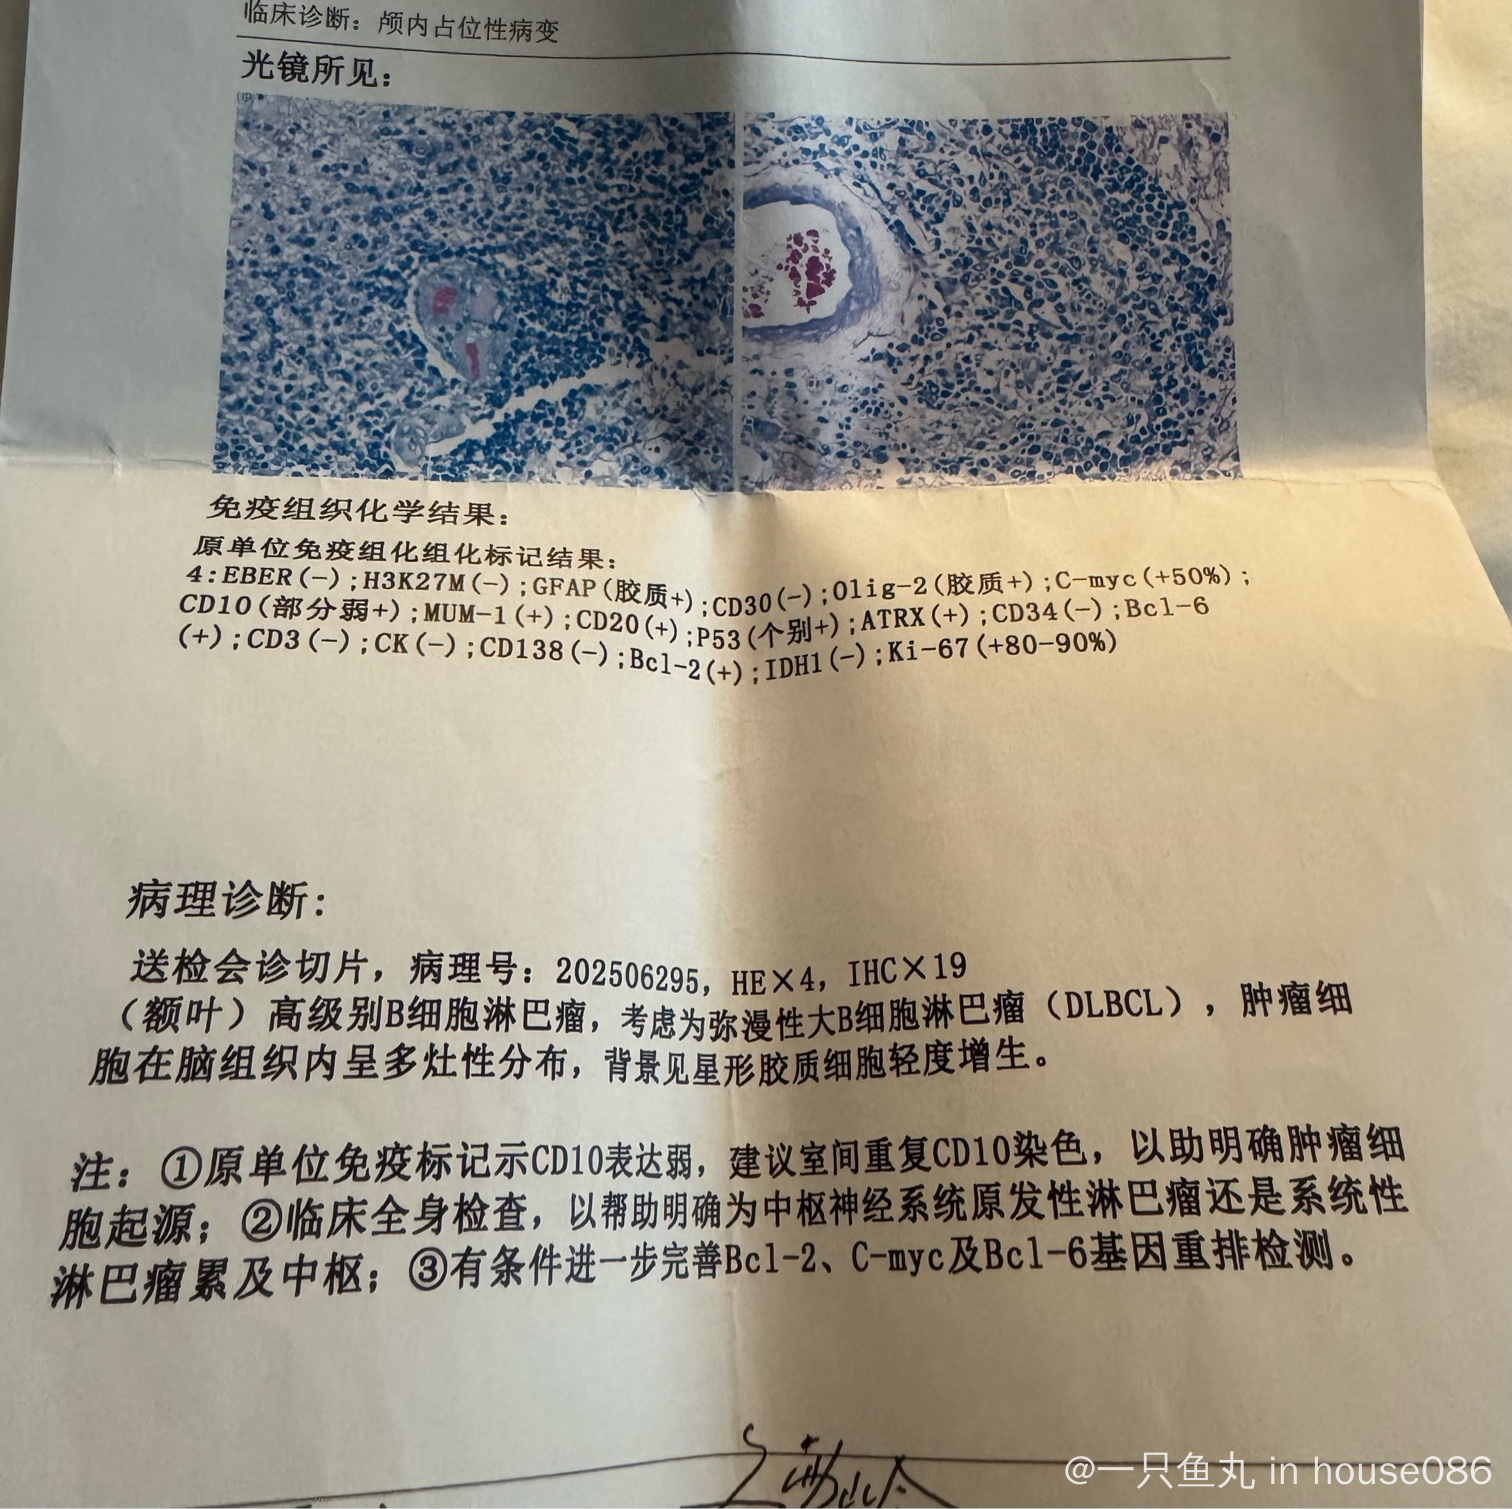 临床诊断：颅内占位性病变
光镜所见：
免疫组织化学结果：
原单位免疫组化组化标记结果：
4:EBER(-);H3K27M(-);GFAP(胶质+);CD30(-);Olig-2(胶质+);C-myc(+50%);
CD10(部分弱+);MUM-1(+);CD20(+);P53(个别+);ATRX(+);CD34(-);Bcl-6
(+);CD3(-);CK(-);CD138(-);Bcl-2(+);IDH1(-);Ki-67(+80-90%)
病理诊断：
送检会诊切片，病理号：202506295，HE×4，IHC×19
（额叶）高级别B细胞淋巴瘤，考虑为弥漫性大B细胞淋巴瘤（DLBCL），肿瘤细
胞在脑组织内呈多灶性分布，背景见星形胶质细胞轻度增生。
注：①原单位免疫标记示CD10表达弱，建议室间重复CD10染色，以助明确肿瘤细
胞起源；②临床全身检查，以帮助明确为中枢神经系统原发性淋巴瘤还是系统性
淋巴瘤累及中枢；③有条件进一步完善Bcl-2、C-myc及Bcl-6基因重排检测。
@一只鱼丸 in house086